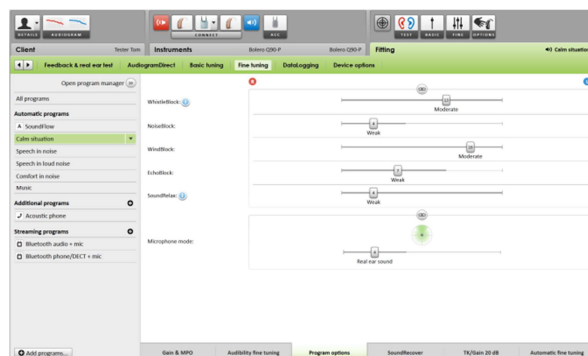 DETAILS AUDIOGRAM CONNECT ACC TEST BASIC FINE OPTIONS
Client Tester Tom Instruments Bolero Q90-P Bolero Q90-P Fitting Calm situation
Feedback & real ear test AudiogramDirect Basic tuning Fine tuning DataLogging Device options
Open program manager
All programs
Automatic programs
A SoundFlow
Calm situation
Speech in noise
Speech in loud noise
Comfort in noise
Music
Additional programs
Acoustic phone
Streaming programs
Bluetooth audio + mic
Bluetooth phone/DECT + mic
Add programs...
WhistleBlock:
Moderate
NoiseBlock:
Weak
WindBlock:
Moderate
EchoBlock:
Weak
SoundRelax:
Weak
Microphone mode:
Real ear sound
Gain & MPO Audibility fine tuning Program options SoundRecover TK/Gain 20 dB Automatic fine tuning